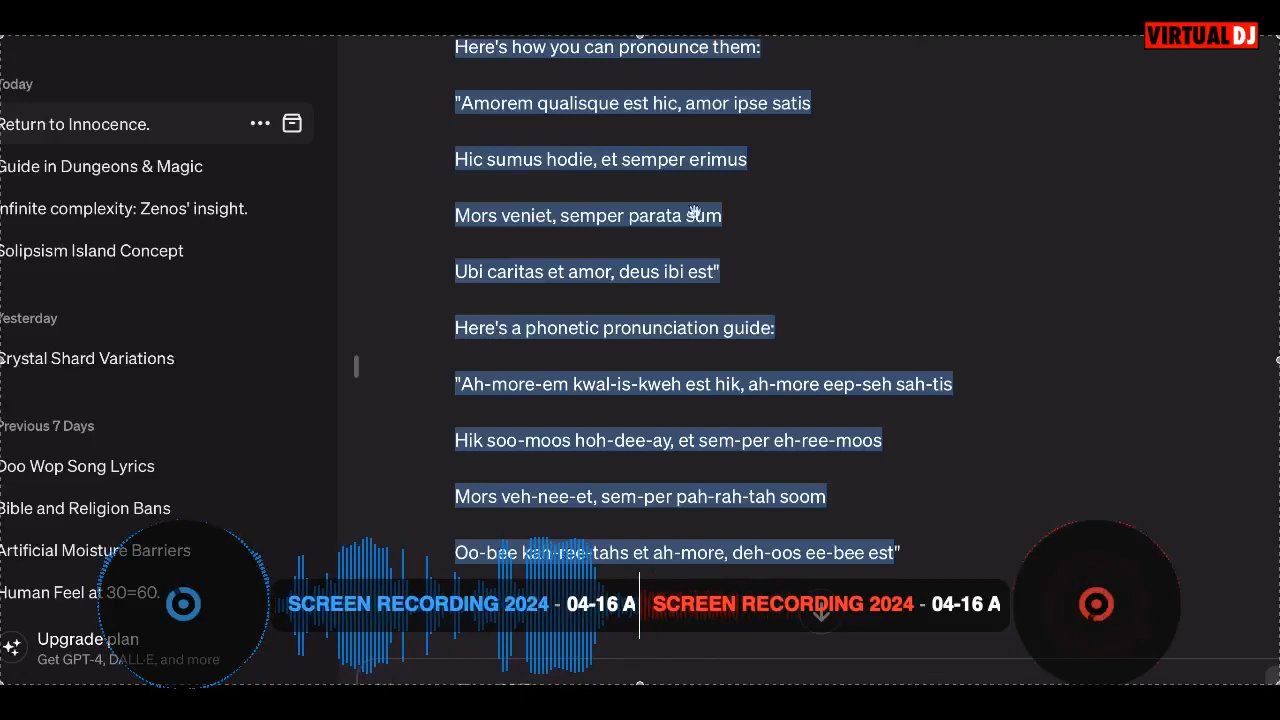 VIRTUAL DJ
Here's how you can pronounce them:
Today
"Amorem qualisque est hic, amor ipse satis
Return to Innocence.
Hic sumus hodie, et semper erimus
Guide in Dungeons & Magic
Mors veniet, semper parata sum
Infinite complexity: Zenos' insight.
Solipsism Island Concept
Ubi caritas et amor, deus ibi est"
Yesterday
Here's a phonetic pronunciation guide:
Crystal Shard Variations
"Ah-more-em kwal-is-kweh est hik, ah-more eep-seh sah-tis
Previous 7 Days
Hik soo-moos hoh-dee-ay, et sem-per eh-ree-moos
Doo Wop Song Lyrics
Mors veh-nee-et, sem-per pah-rah-tah soom
Bible and Religion Bans
Artificial Moisture Barriers
Oo-bee kah-ree-tahs et ah-more, deh-oos ee-bee est"
Human Feel at 30=60.
SCREEN RECORDING 2024 - 04-16 A
SCREEN RECORDING 2024 - 04-16 A
Upgrade plan
Get GPT-4, DALL·E, and more